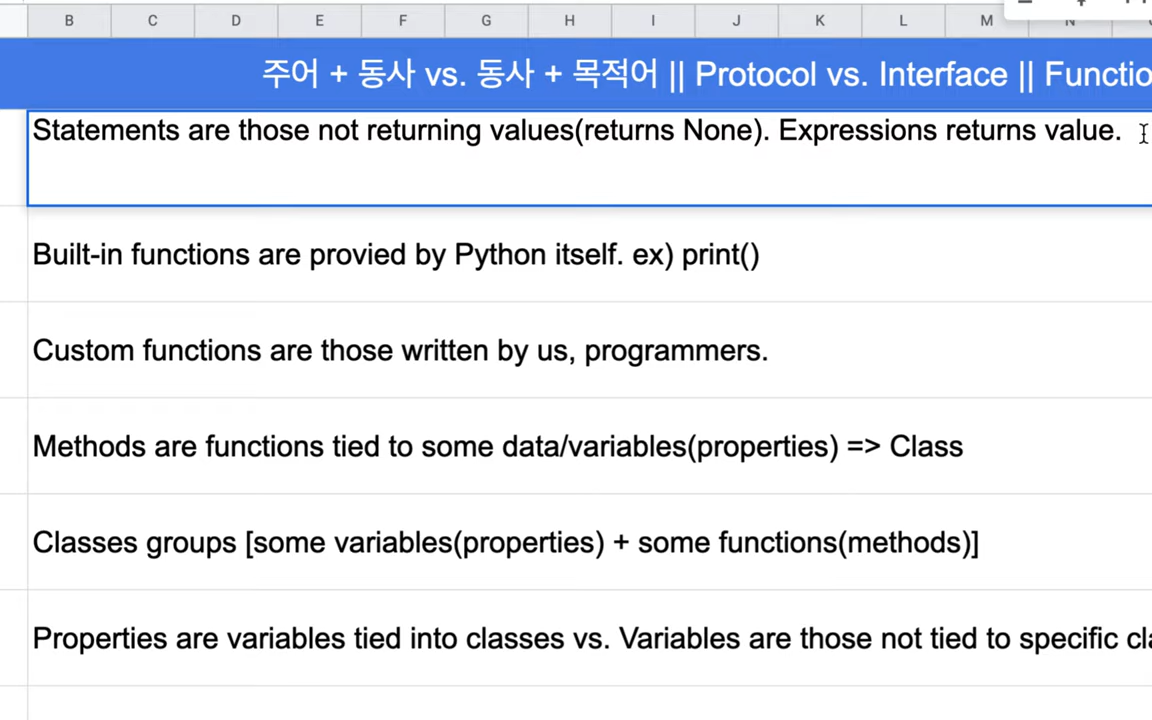 B C D E F G H I J K L M N
주어 + 동사 vs. 동사 + 목적어 || Protocol vs. Interface ||
Statements are those not returning values(returns None). Expressions returns value.
Built-in functions are provied by Python itself. ex) print()
Custom functions are those written by us, programmers.
Methods are functions tied to some data/variables(properties) => Class
Classes groups [some variables(properties) + some functions(methods)]
Properties are variables tied into classes vs. Variables are those not tied to specific